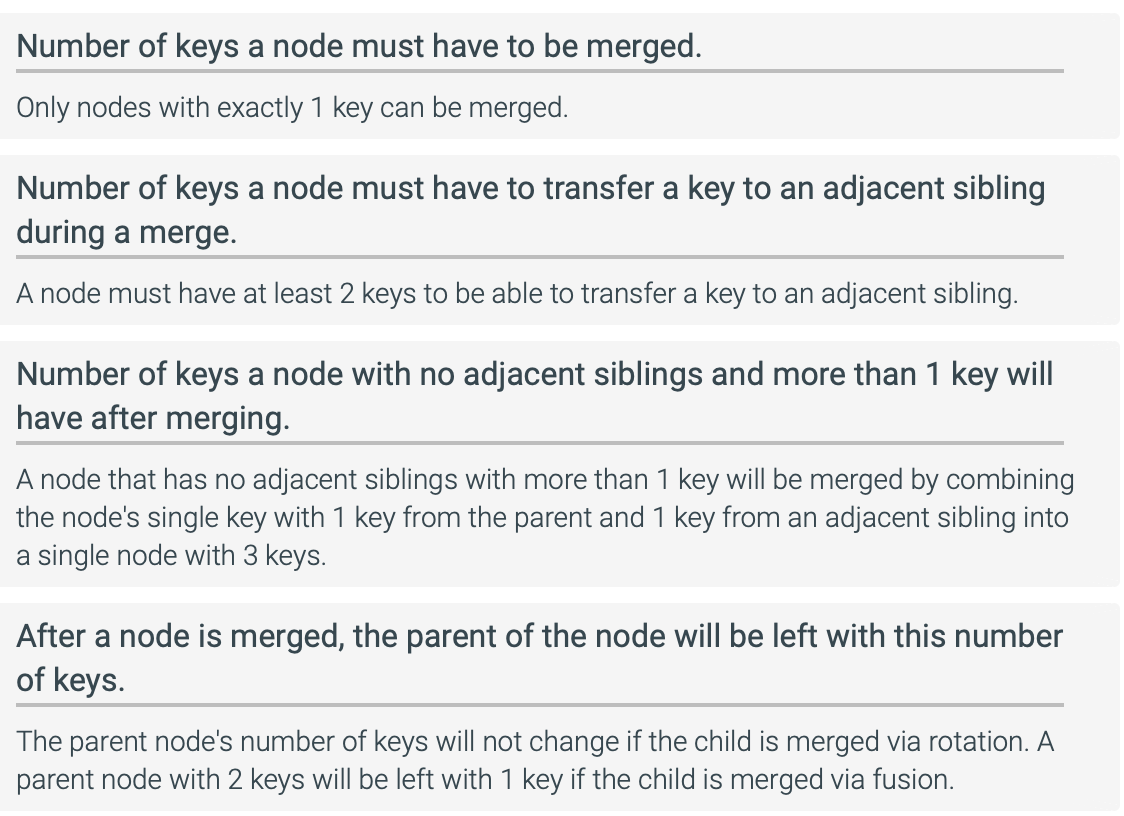 Number of keys a node must have to be merged.
Only nodes with exactly 1 key can be merged.
Number of keys a node must have to transfer a key to an adjacent sibling
during a merge.
A node must have at least 2 keys to be able to transfer a key to an adjacent sibling.
Number of keys a node with no adjacent siblings and more than 1 key will
have after merging.
A node that has no adjacent siblings with more than 1 key will be merged by combining
the node's single key with 1 key from the parent and 1 key from an adjacent sibling into
a single node with 3 keys.
After a node is merged, the parent of the node will be left with this number
of keys.
The parent node's number of keys will not change if the child is merged via rotation. A
parent node with 2 keys will be left with 1 key if the child is merged via fusion.